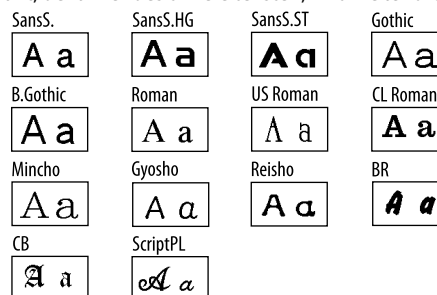 SansS. SansS.HG SansS.ST Gothic
A a A a A a A a
B.Gothic Roman US Roman CL Roman
A a A a A a A a
Mincho Gyosho Reisho BR
A a A a A a A a
CB ScriptPL
A a A a